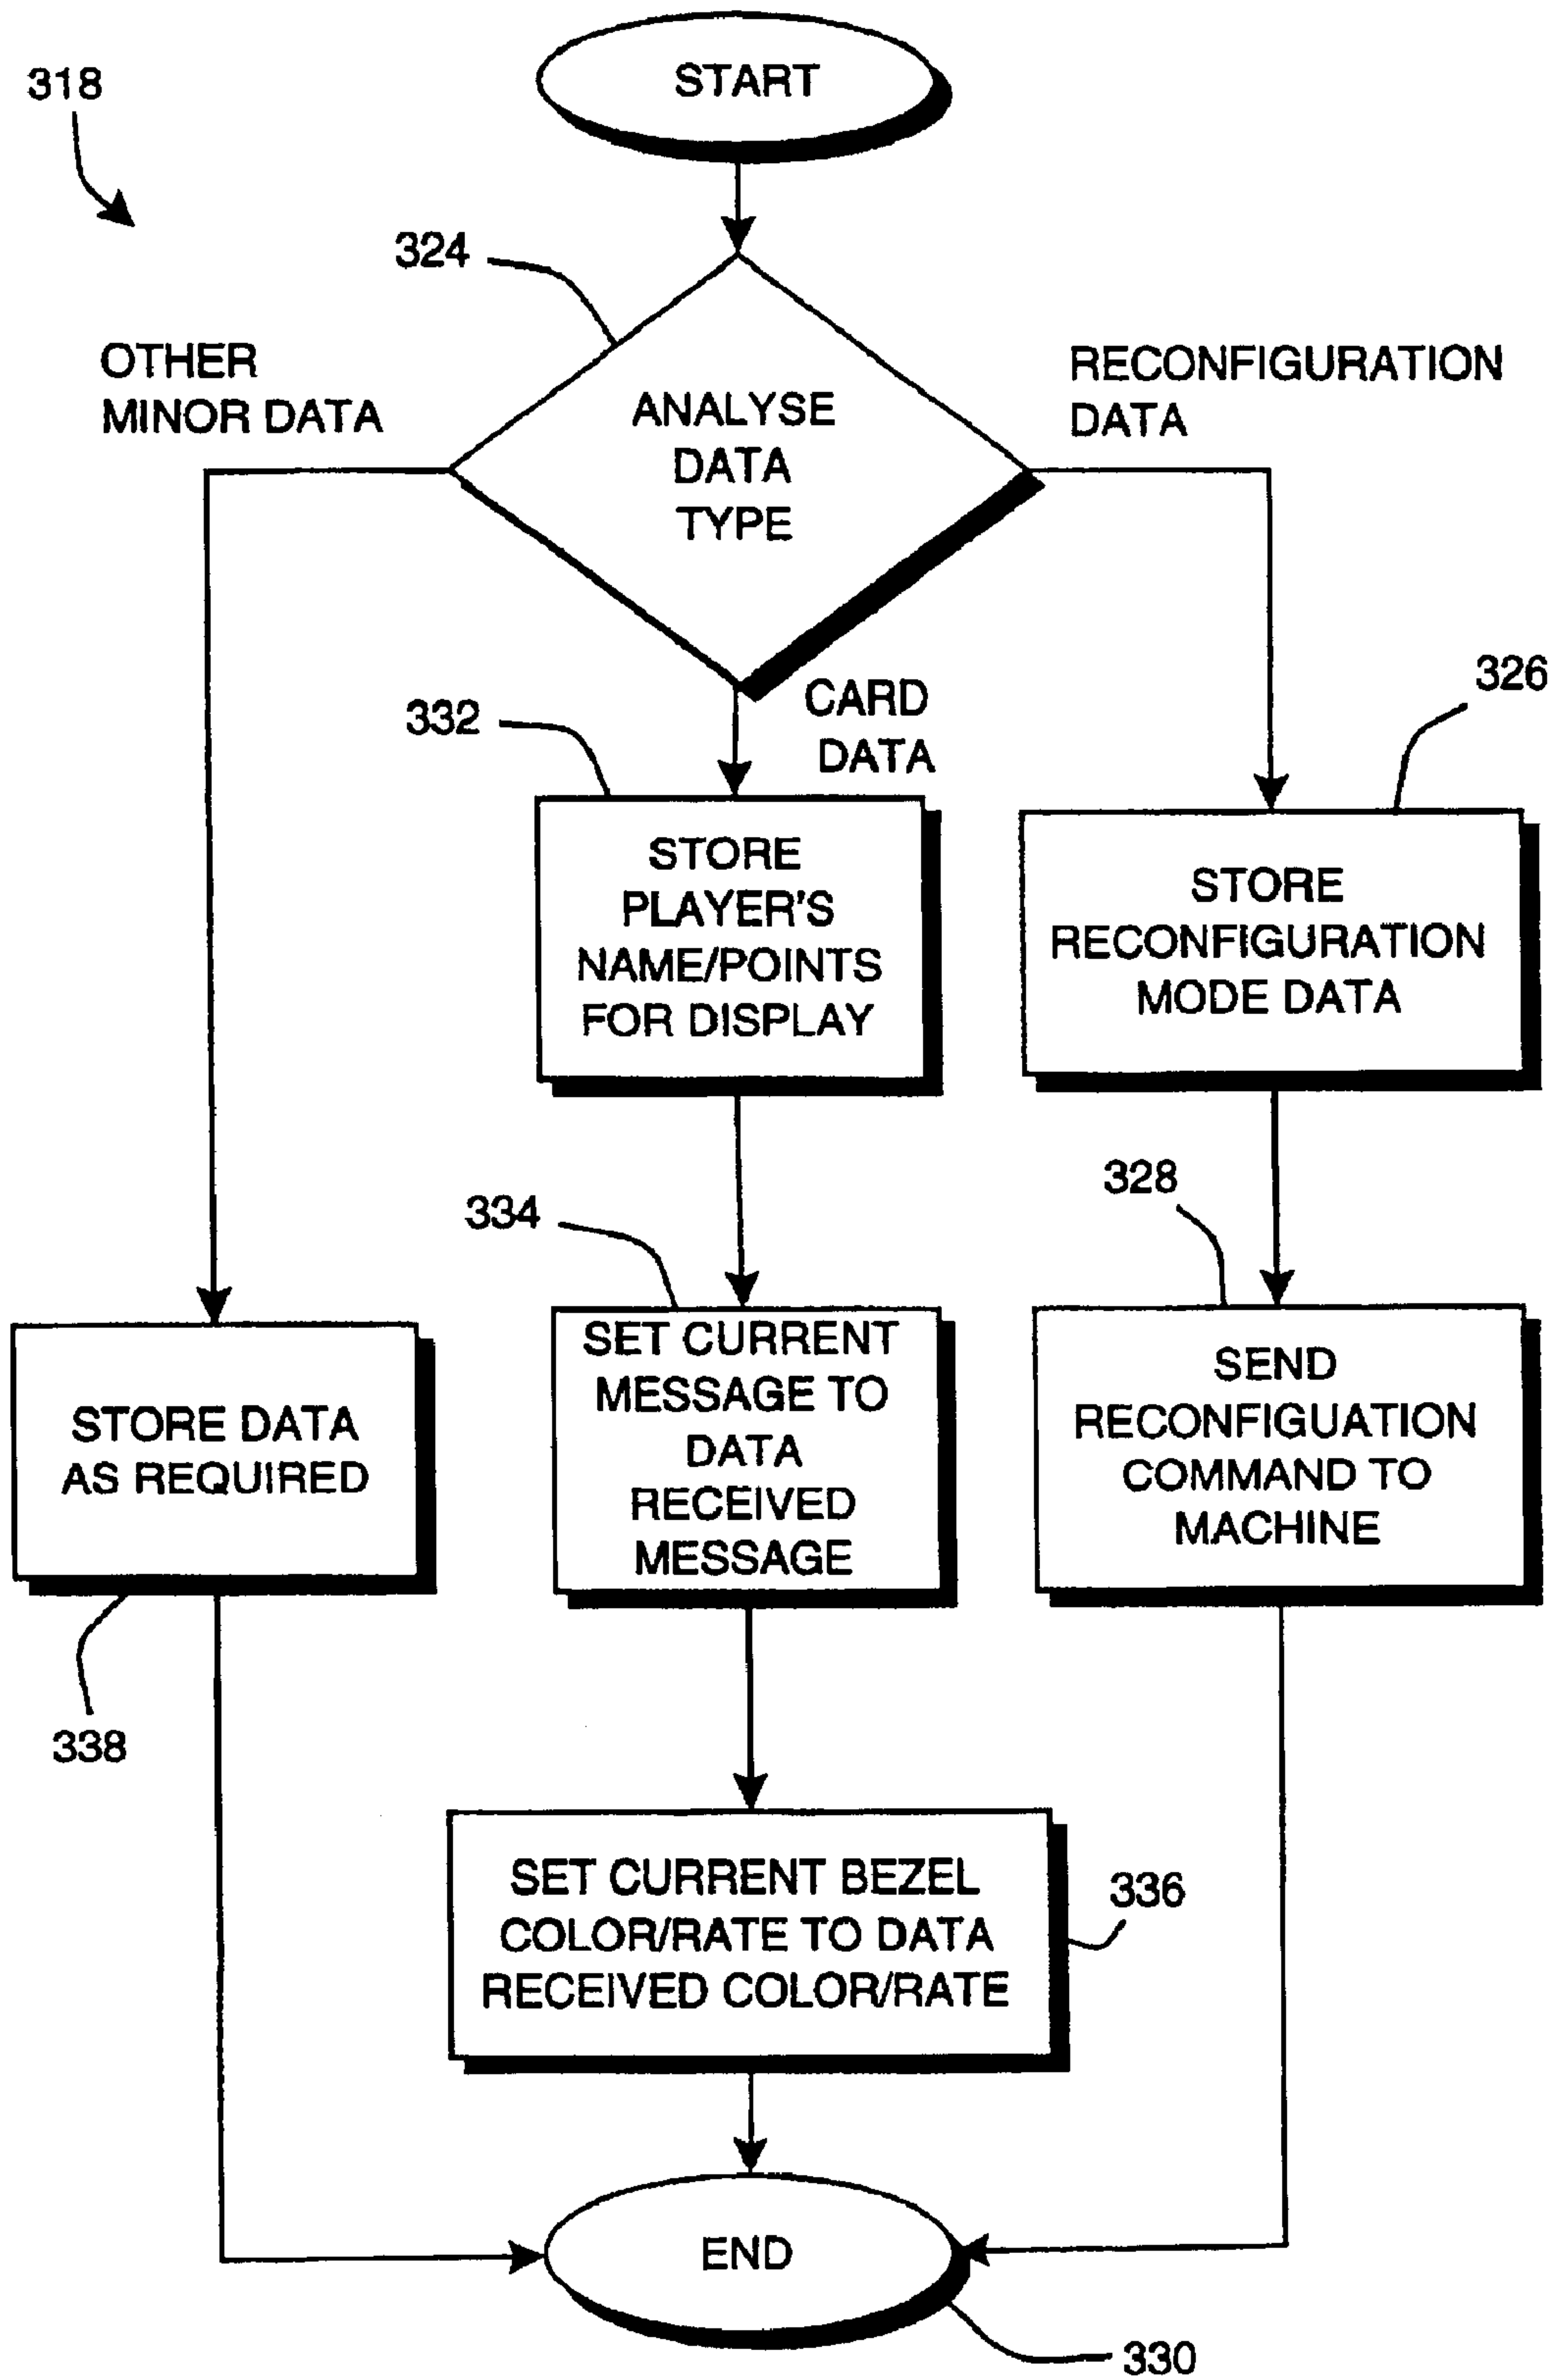 START
318
324
OTHER
MINOR DATA
ANALYSE
DATA
TYPE
RECONFIGURATION
DATA
CARD
DATA
332
326
STORE
PLAYER'S
NAME/POINTS
FOR DISPLAY
STORE
RECONFIGURATION
MODE DATA
334
328
STORE DATA
AS REQUIRED
SET CURRENT
MESSAGE TO
DATA
RECEIVED
MESSAGE
SEND
RECONFIGUATION
COMMAND TO
MACHINE
338
SET CURRENT BEZEL
COLOR/RATE TO DATA
RECEIVED COLOR/RATE
336
END
330